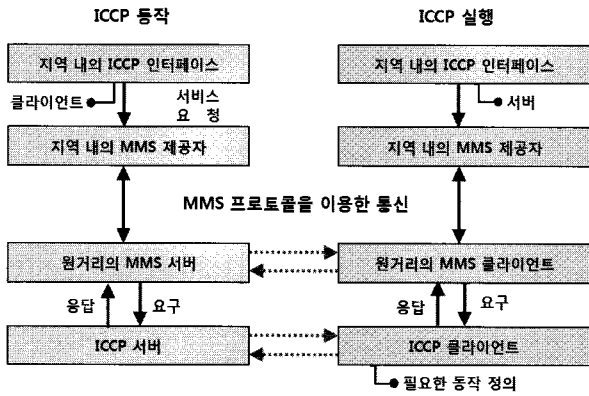 ICCP 동작
ICCP 실행
지역 내의 ICCP 인터페이스
지역 내의 ICCP 인터페이스
클라이언트
서비스
요 청
서버
지역 내의 MMS 제공자
지역 내의 MMS 제공자
MMS 프로토콜을 이용한 통신
원거리의 MMS 서버
원거리의 MMS 클라이언트
응답
요구
응답
요구
ICCP 서버
ICCP 클라이언트
필요한 동작 정의